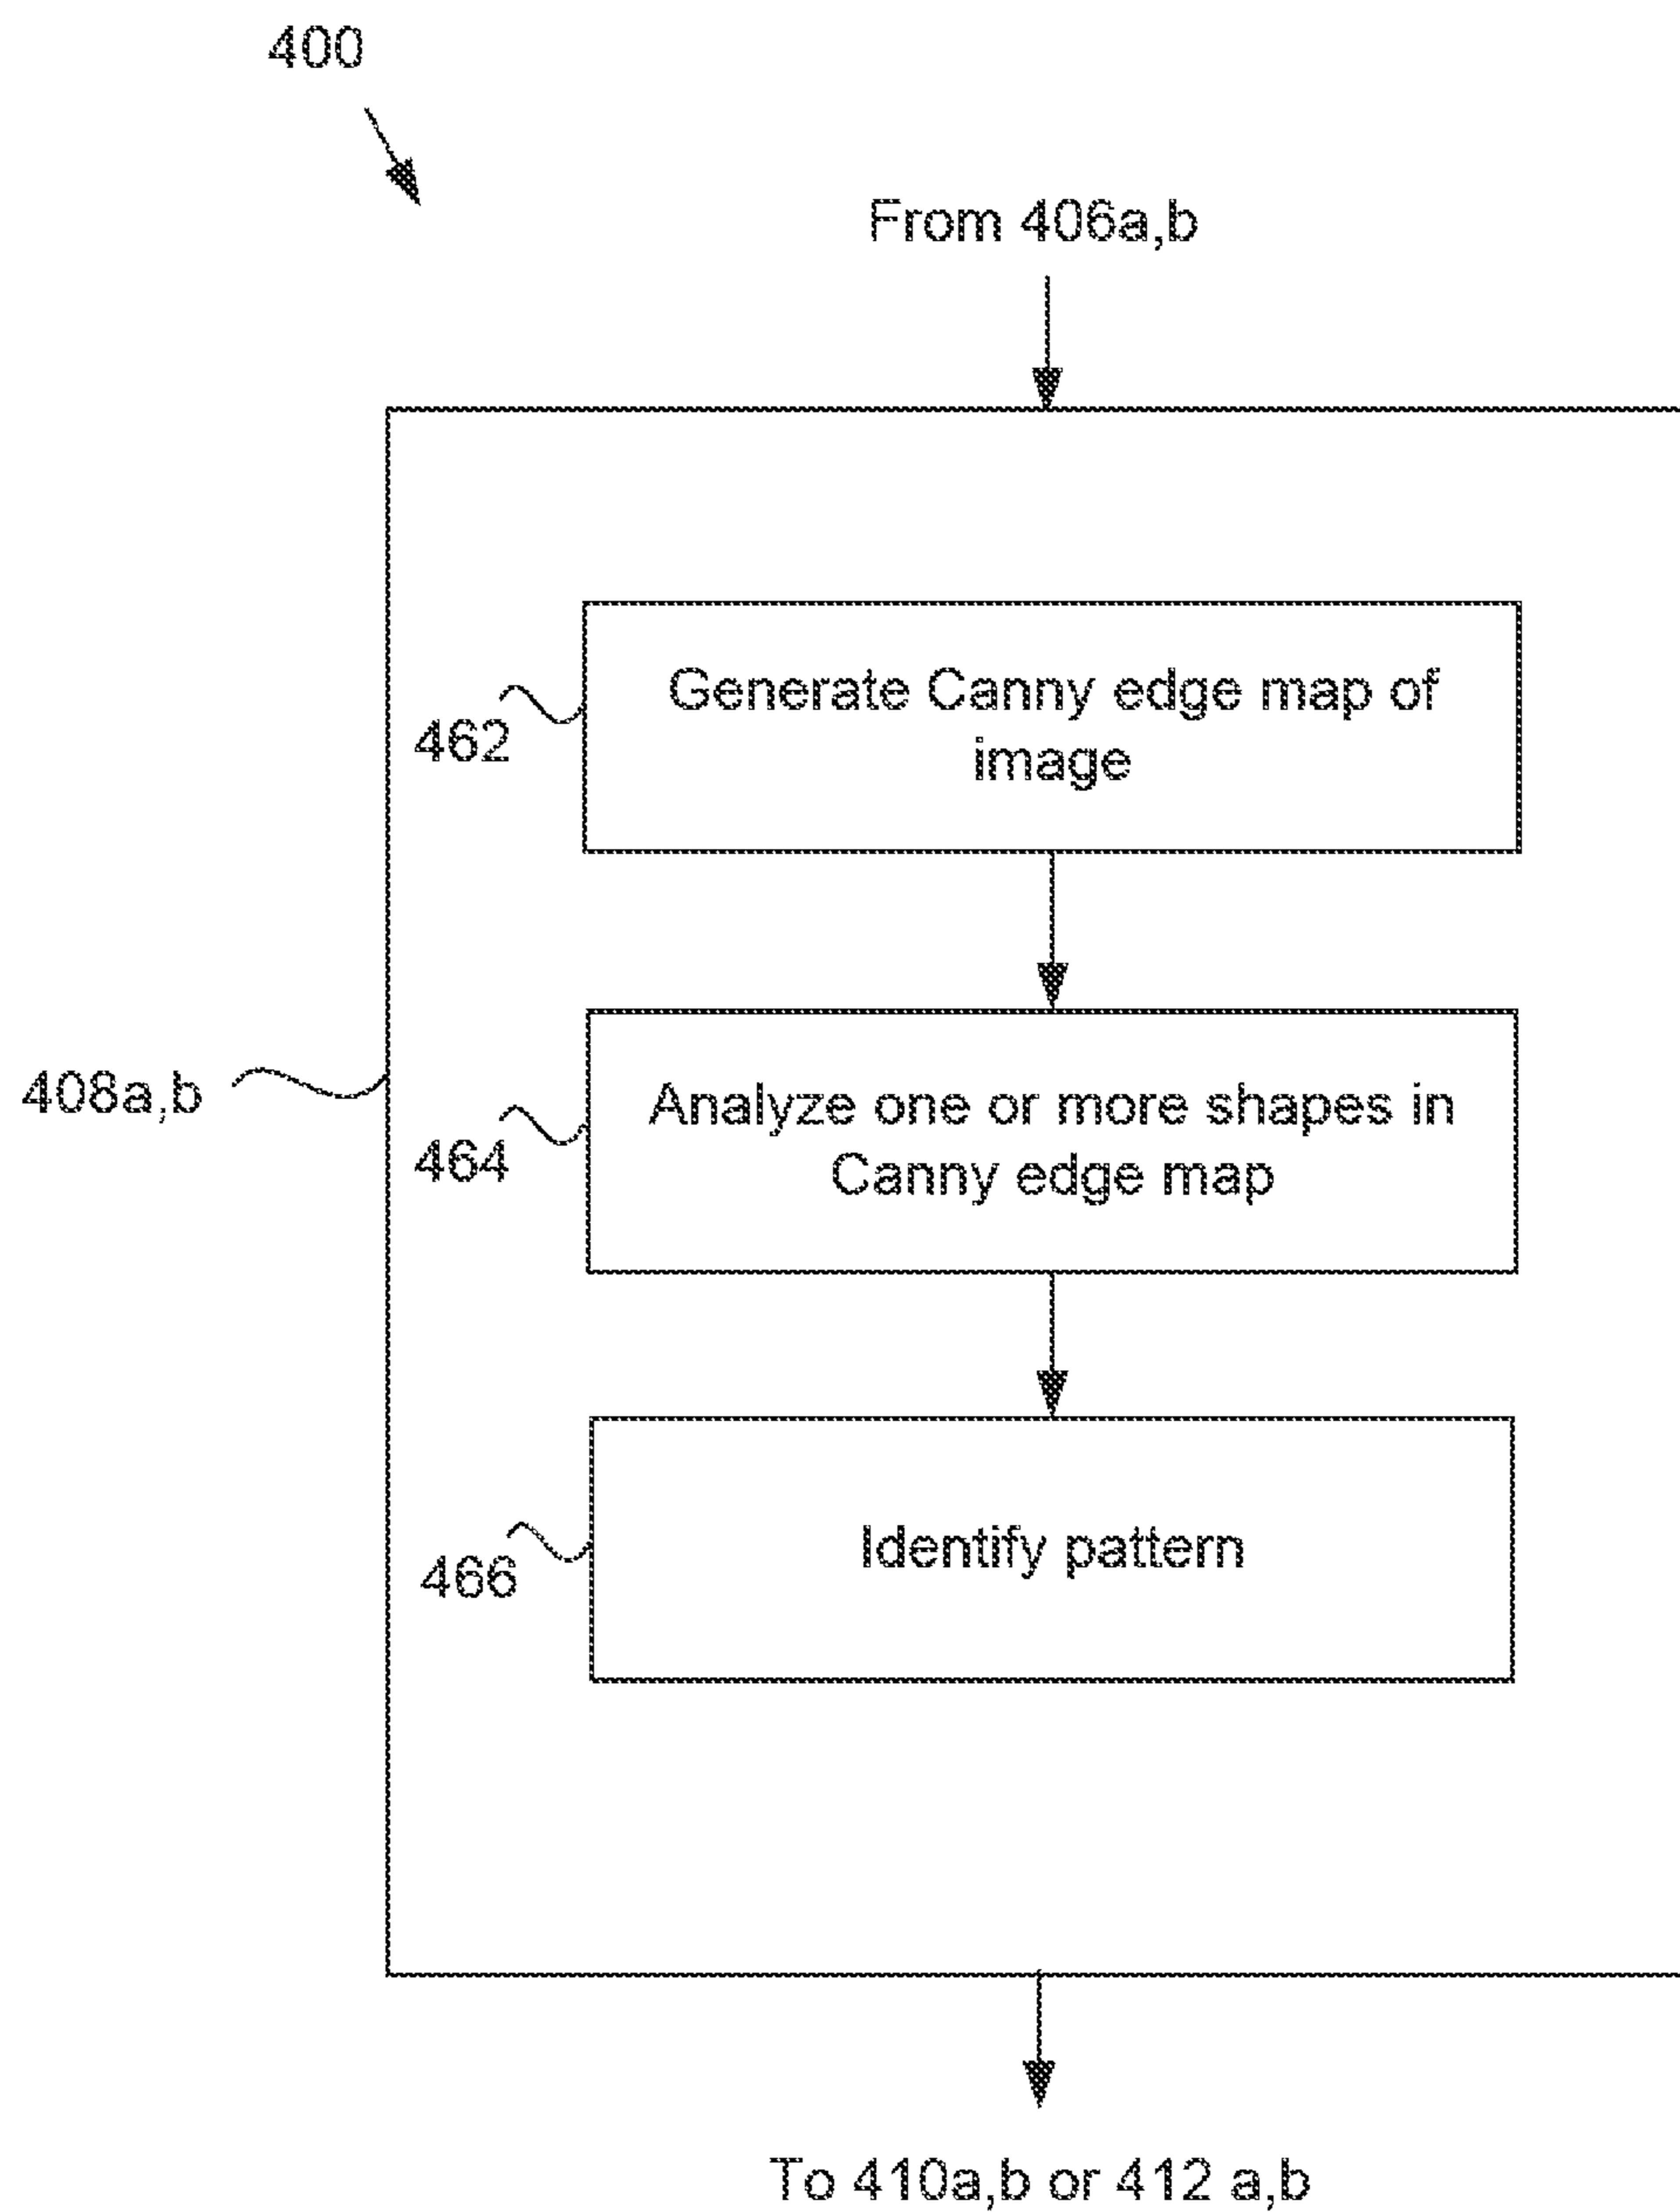 400
From 406a,b
Generate Canny edge map of
image
462
Analyze one or more shapes in
Canny edge map
464
408a,b
Identify pattern
466
To 410a,b or 412 a,b